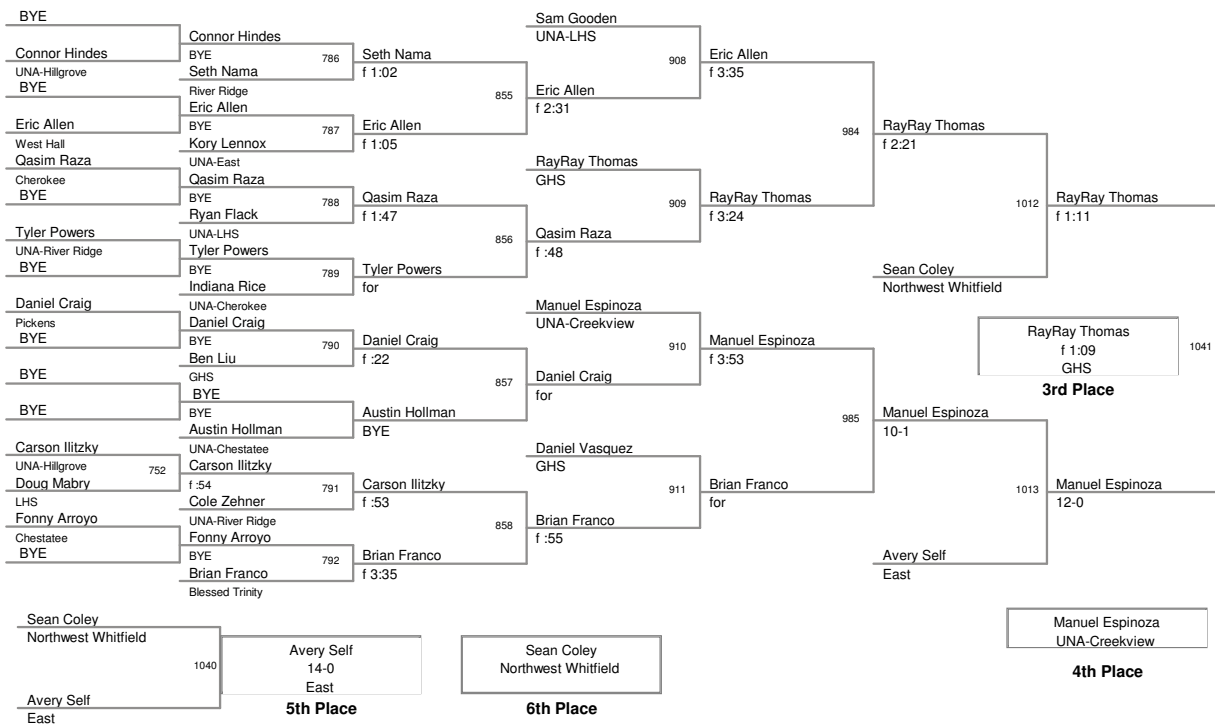 BYE
Connor Hindes
UNA-Hillgrove
BYE
Eric Allen
West Hall
Qasim Raza
Cherokee
BYE
Tyler Powers
UNA-River Ridge
BYE
Daniel Craig
Pickens
BYE
BYE
BYE
Carson Ilitzky
UNA-Hillgrove
752
Doug Mabry
LHS
Fonny Arroyo
Chestatee
BYE
Connor Hindes
BYE
786
Seth Nama
River Ridge
Eric Allen
BYE
787
Kory Lennox
UNA-East
Qasim Raza
BYE
788
Ryan Flack
UNA-LHS
Tyler Powers
BYE
789
Indiana Rice
UNA-Cherokee
Daniel Craig
BYE
790
Ben Liu
GHS
BYE
BYE
Austin Hollman
UNA-Chestatee
Carson Ilitzky
f :54
791
Cole Zehner
UNA-River Ridge
Fonny Arroyo
BYE
792
Brian Franco
Blessed Trinity
Seth Nama
f 1:02
855
Eric Allen
f 1:05
Qasim Raza
f 1:47
856
Tyler Powers
for
Daniel Craig
f :22
857
Austin Hollman
BYE
Carson Ilitzky
f :53
858
Brian Franco
f 3:35
Sam Gooden
UNA-LHS
908
Eric Allen
f 2:31
RayRay Thomas
GHS
909
Qasim Raza
f :48
Manuel Espinoza
UNA-Creekview
910
Daniel Craig
for
Daniel Vasquez
GHS
911
Brian Franco
f :55
Eric Allen
f 3:35
984
RayRay Thomas
f 3:24
Manuel Espinoza
f 3:53
985
Brian Franco
for
RayRay Thomas
f 2:21
1012
Sean Coley
Northwest Whitfield
Manuel Espinoza
10-1
1013
Avery Self
East
RayRay Thomas
f 1:11
RayRay Thomas
f 1:09
GHS
1041
3rd Place
Manuel Espinoza
12-0
Manuel Espinoza
UNA-Creekview
4th Place
Sean Coley
Northwest Whitfield
1040
Avery Self
East
Avery Self
14-0
East
5th Place
Sean Coley
Northwest Whitfield
6th Place